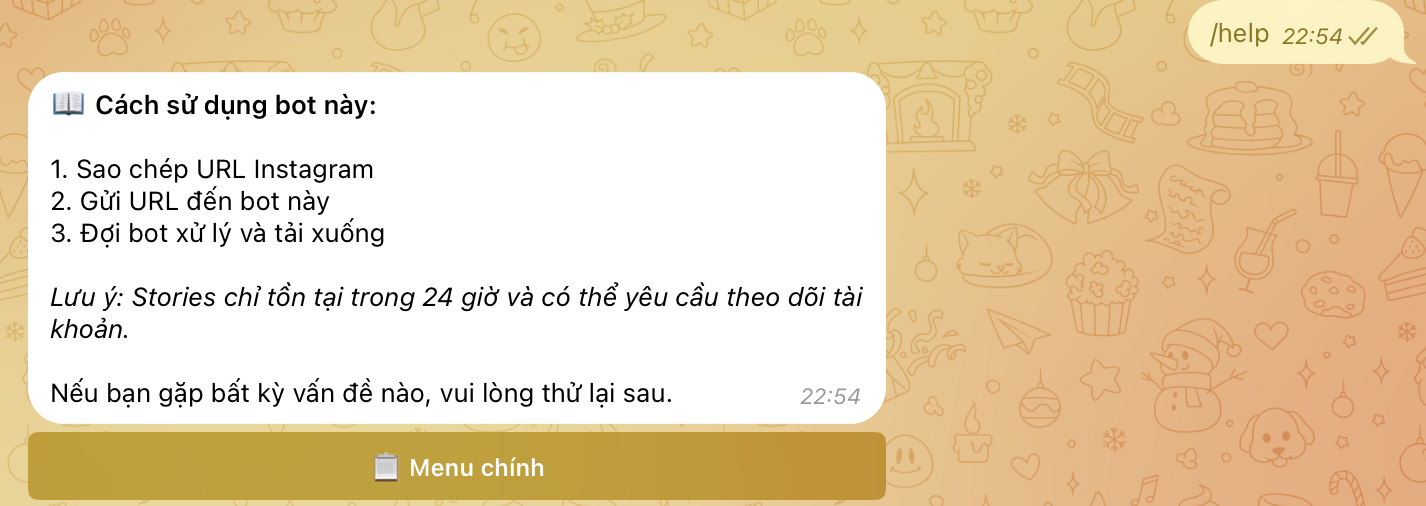 /help 22:54
📖 Cách sử dụng bot này:
1. Sao chép URL Instagram
2. Gửi URL đến bot này
3. Đợi bot xử lý và tải xuống
Lưu ý: Stories chỉ tồn tại trong 24 giờ và có thể yêu cầu theo dõi tài
khoản.
Nếu bạn gặp bất kỳ vấn đề nào, vui lòng thử lại sau. 22:54
📋 Menu chính